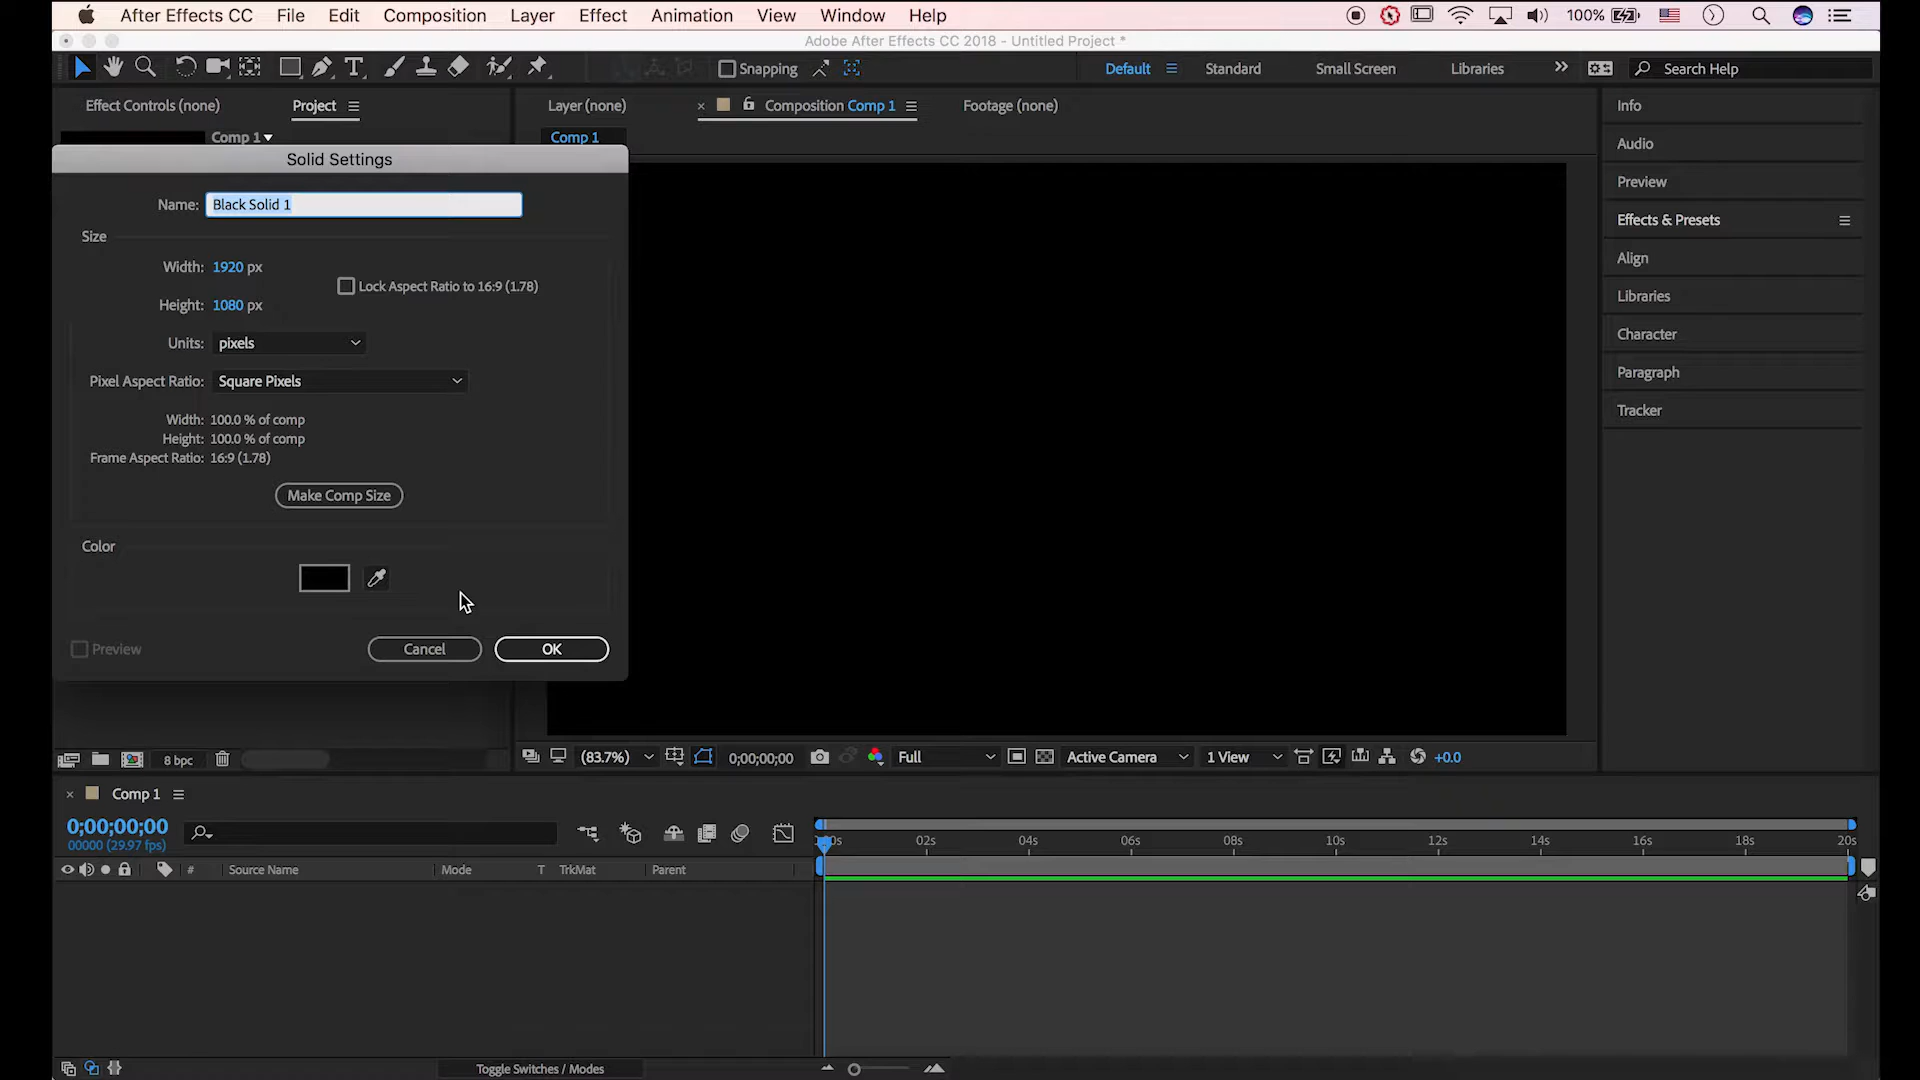 After Effects CC File Edit Composition Layer Effect Animation View Window Help 100%
Adobe After Effects CC 2018 - Untitled Project *
Snapping Default Standard Small Screen Libraries Search Help
Effect Controls (none) Project Layer (none) Composition Comp 1 Footage (none) Info
Comp 1 Comp 1
Audio
Solid Settings
Preview
Name: Black Solid 1
Effects & Presets
Size
Align
Width: 1920 px
Lock Aspect Ratio to 16:9 (1.78)
Libraries
Height: 1080 px
Character
Units: pixels
Paragraph
Pixel Aspect Ratio: Square Pixels
Tracker
Width: 100.0 % of comp
Height: 100.0 % of comp
Frame Aspect Ratio: 16:9 (1.78)
Make Comp Size
Color
Preview Cancel OK
8 bpc (83.7%) 0;00;00;00 Full Active Camera 1 View +0.0
Comp 1
0;00;00;00
00000 (29.97 fps)
02s 04s 06s 08s 10s 12s 14s 16s 18s 20s
# Source Name Mode T TrkMat Parent
Toggle Switches / Modes